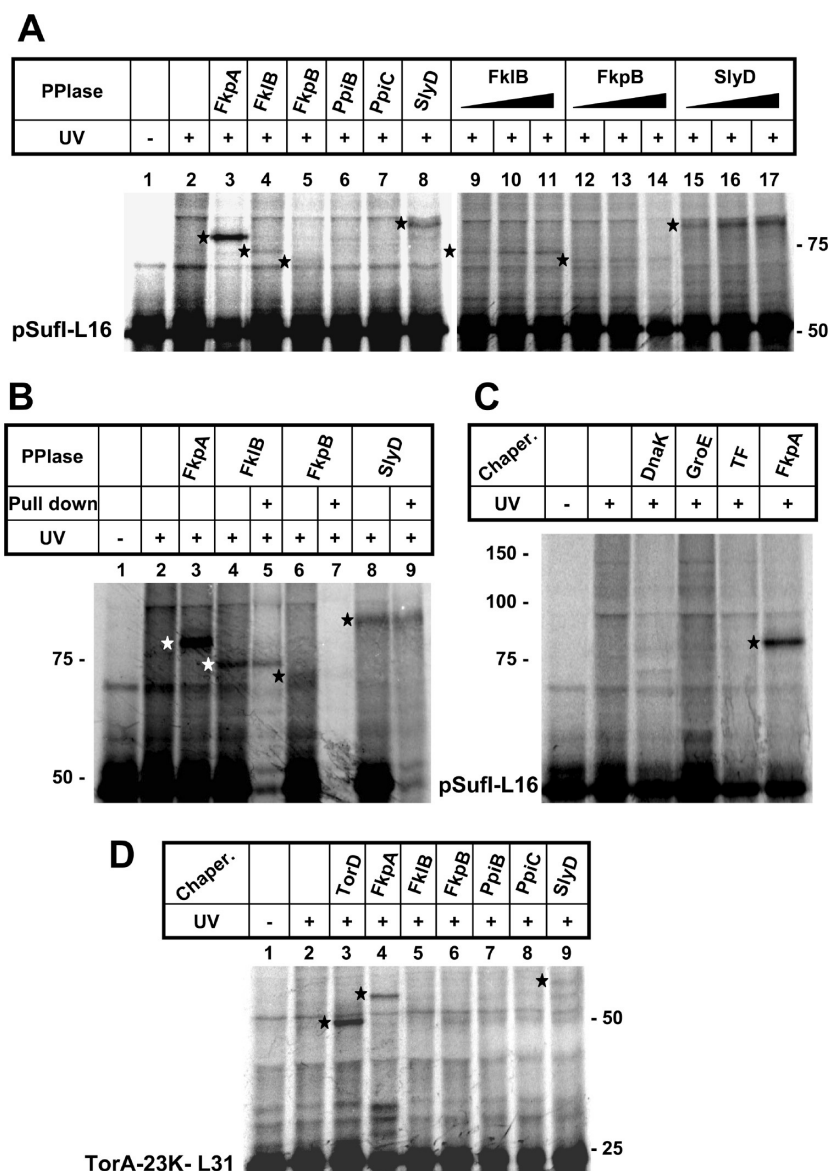 A
PPIase FkpA FklB FkpB PpiB PpiC SlyD FklB FkpB SlyD
UV - + + + + + + + + + + + + + + + +
1 2 3 4 5 6 7 8 9 10 11 12 13 14 15 16 17
- 75
pSufI-L16 - 50
B
PPIase FkpA FklB FkpB SlyD
Pull down + + +
UV - + + + + + + + +
1 2 3 4 5 6 7 8 9
75 -
50 -
C
Chaper. DnaK GroE TF FkpA
UV - + + + + +
150 -
100 -
75 -
pSufI-L16
D
Chaper. TorD FkpA FklB FkpB PpiB PpiC SlyD
UV - + + + + + + + +
1 2 3 4 5 6 7 8 9
- 50
- 25
TorA-23K- L31